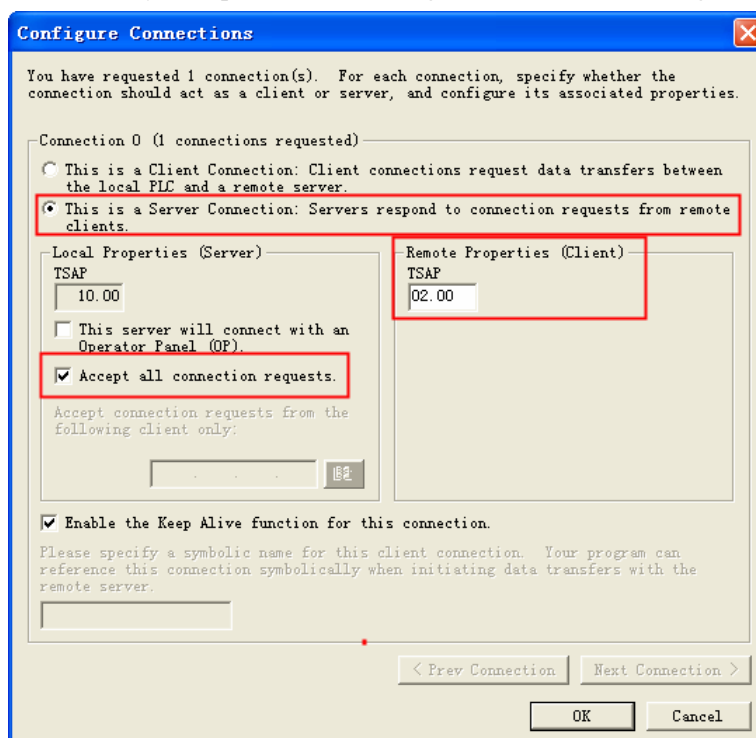 Configure Connections
You have requested 1 connection(s). For each connection, specify whether the
connection should act as a client or server, and configure its associated properties.
Connection 0 (1 connections requested)
This is a Client Connection: Client connections request data transfers between
the local PLC and a remote server.
This is a Server Connection: Servers respond to connection requests from remote
clients.
Local Properties (Server)
TSAP
10.00
This server will connect with an
Operator Panel (OP).
Accept all connection requests.
Accept connection requests from the
following client only:
. . .
Remote Properties (Client)
TSAP
02.00
Enable the Keep Alive function for this connection.
Please specify a symbolic name for this client connection. Your program can
reference this connection symbolically when initiating data transfers with the
remote server.
< Prev Connection
Next Connection >
OK
Cancel